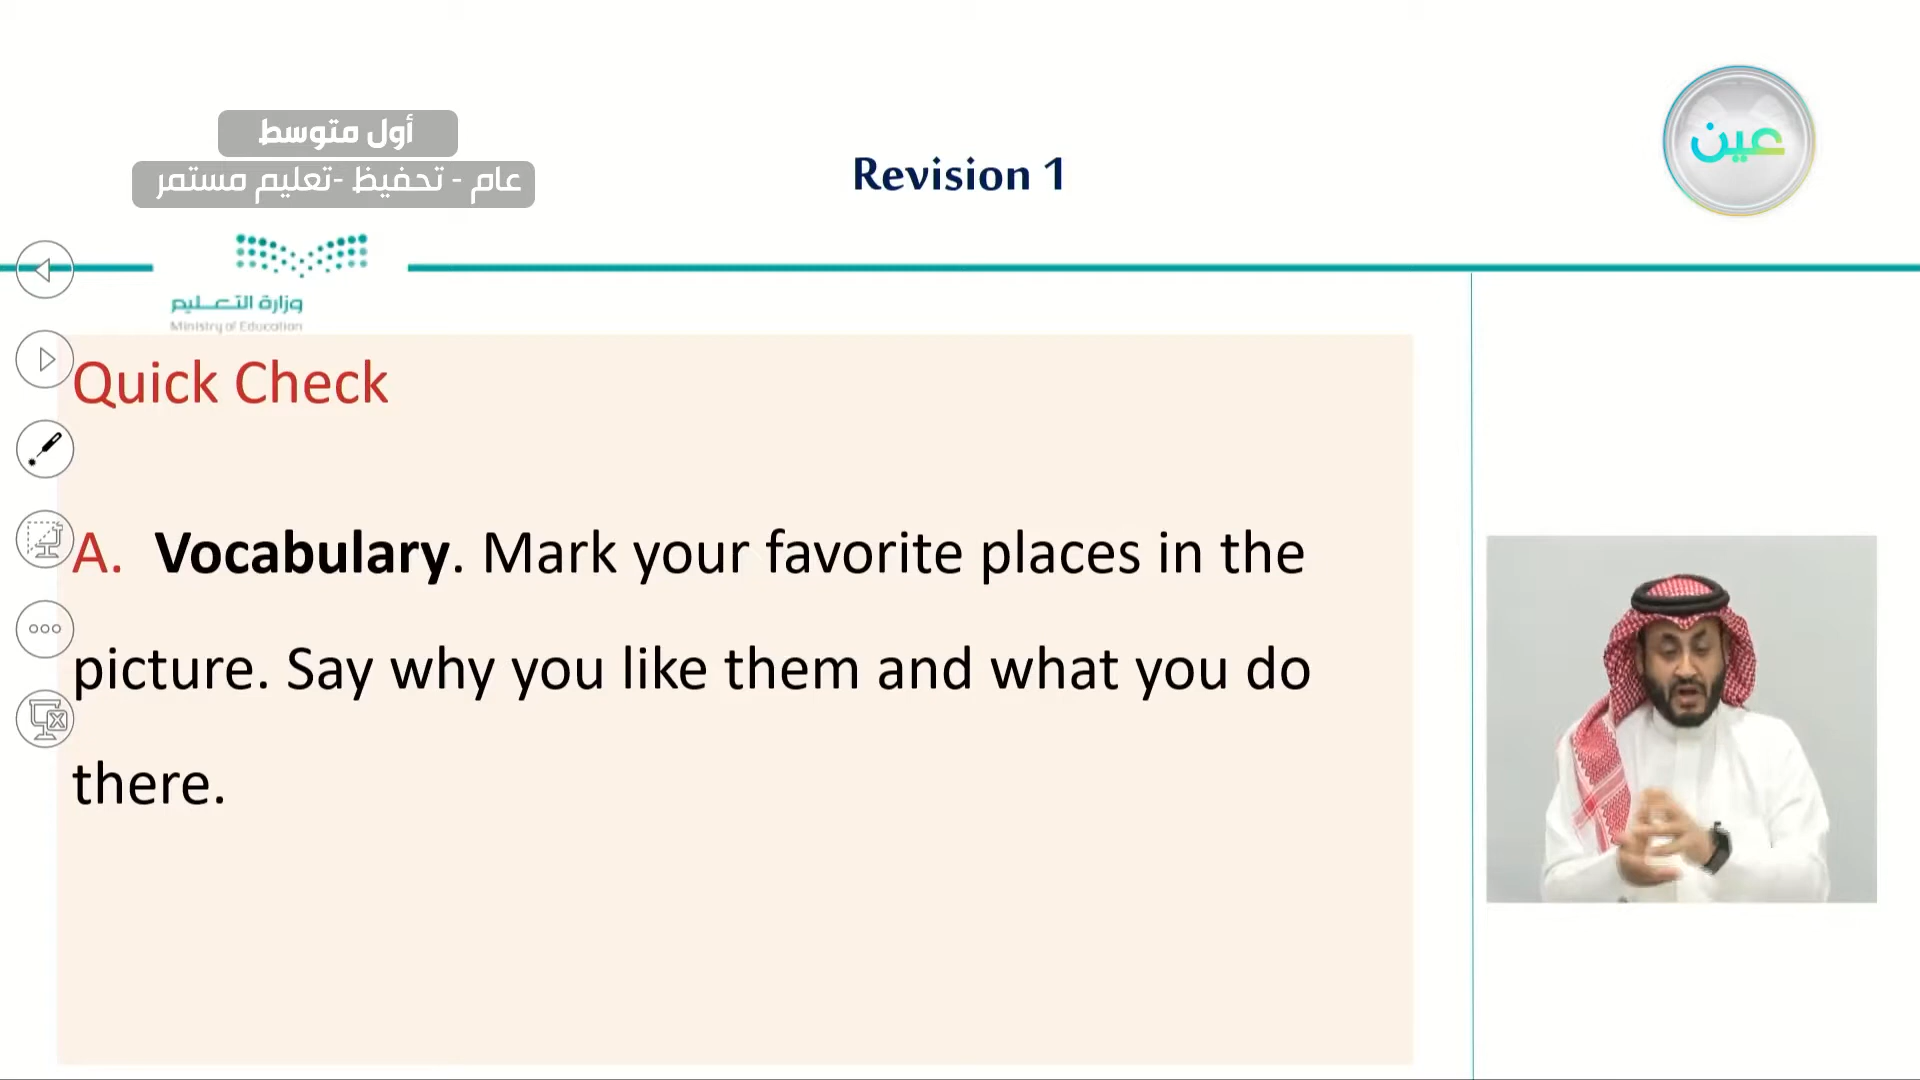 أول متوسط
عام - تحفيظ -تعليم مستمر
Revision 1
عين
وزارة التعليم
Ministry of Education
Quick Check
A. Vocabulary. Mark your favorite places in the
picture. Say why you like them and what you do
there.